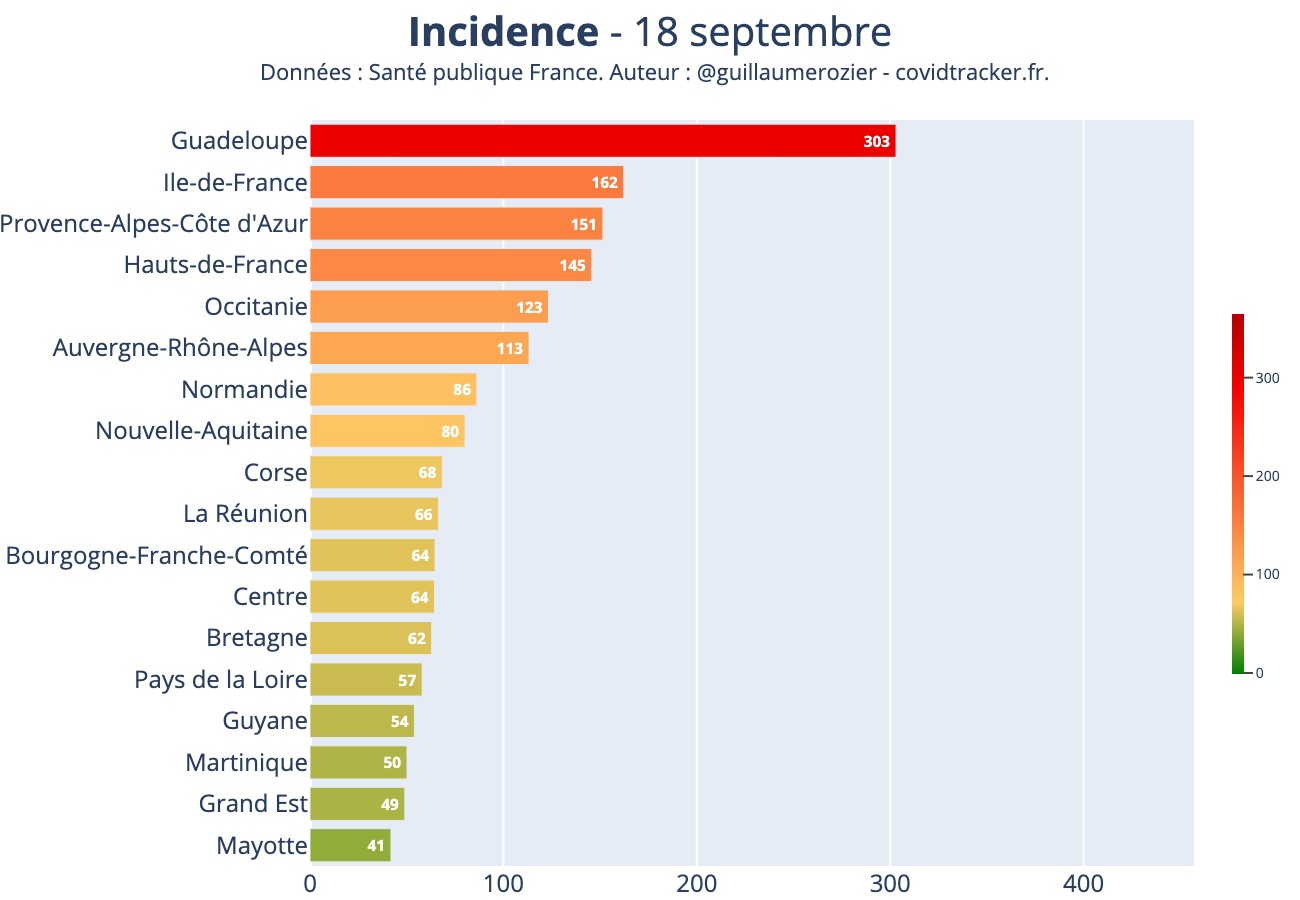 Incidence - 18 septembre
Données : Santé publique France. Auteur : @guillaumerozier - covidtracker.fr.
Guadeloupe 303
Ile-de-France 162
Provence-Alpes-Côte d'Azur 151
Hauts-de-France 145
Occitanie 123
Auvergne-Rhône-Alpes 113
Normandie 86
Nouvelle-Aquitaine 80
Corse 68
La Réunion 66
Bourgogne-Franche-Comté 64
Centre 64
Bretagne 62
Pays de la Loire 57
Guyane 54
Martinique 50
Grand Est 49
Mayotte 41
0 100 200 300 400
300
200
100
0